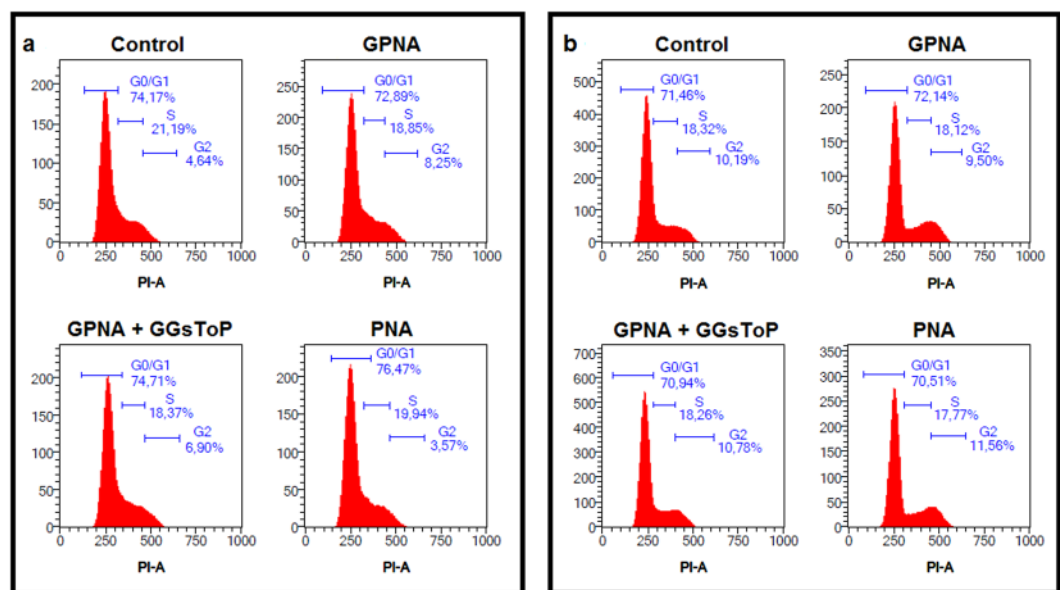 a
Control
200
150
100
50
0
G0/G1
74,17%
S
21,19%
G2
4,64%
0 250 500 750 1000
PI-A
GPNA
250
200
150
100
50
0
G0/G1
72,89%
S
18,85%
G2
8,25%
0 250 500 750 1000
PI-A
GPNA + GGsToP
200
150
100
50
0
G0/G1
74,71%
S
18,37%
G2
6,90%
0 250 500 750 1000
PI-A
PNA
200
150
100
50
0
G0/G1
76,47%
S
19,94%
G2
3,57%
0 250 500 750 1000
PI-A
b
Control
500
400
300
200
100
0
G0/G1
71,46%
S
18,32%
G2
10,19%
0 250 500 750 1000
PI-A
GPNA
250
200
150
100
50
0
G0/G1
72,14%
S
18,12%
G2
9,50%
0 250 500 750 1000
PI-A
GPNA + GGsToP
700
600
500
400
300
200
100
0
G0/G1
70,94%
S
18,26%
G2
10,78%
0 250 500 750 1000
PI-A
PNA
350
300
250
200
150
100
50
0
G0/G1
70,51%
S
17,77%
G2
11,56%
0 250 500 750 1000
PI-A